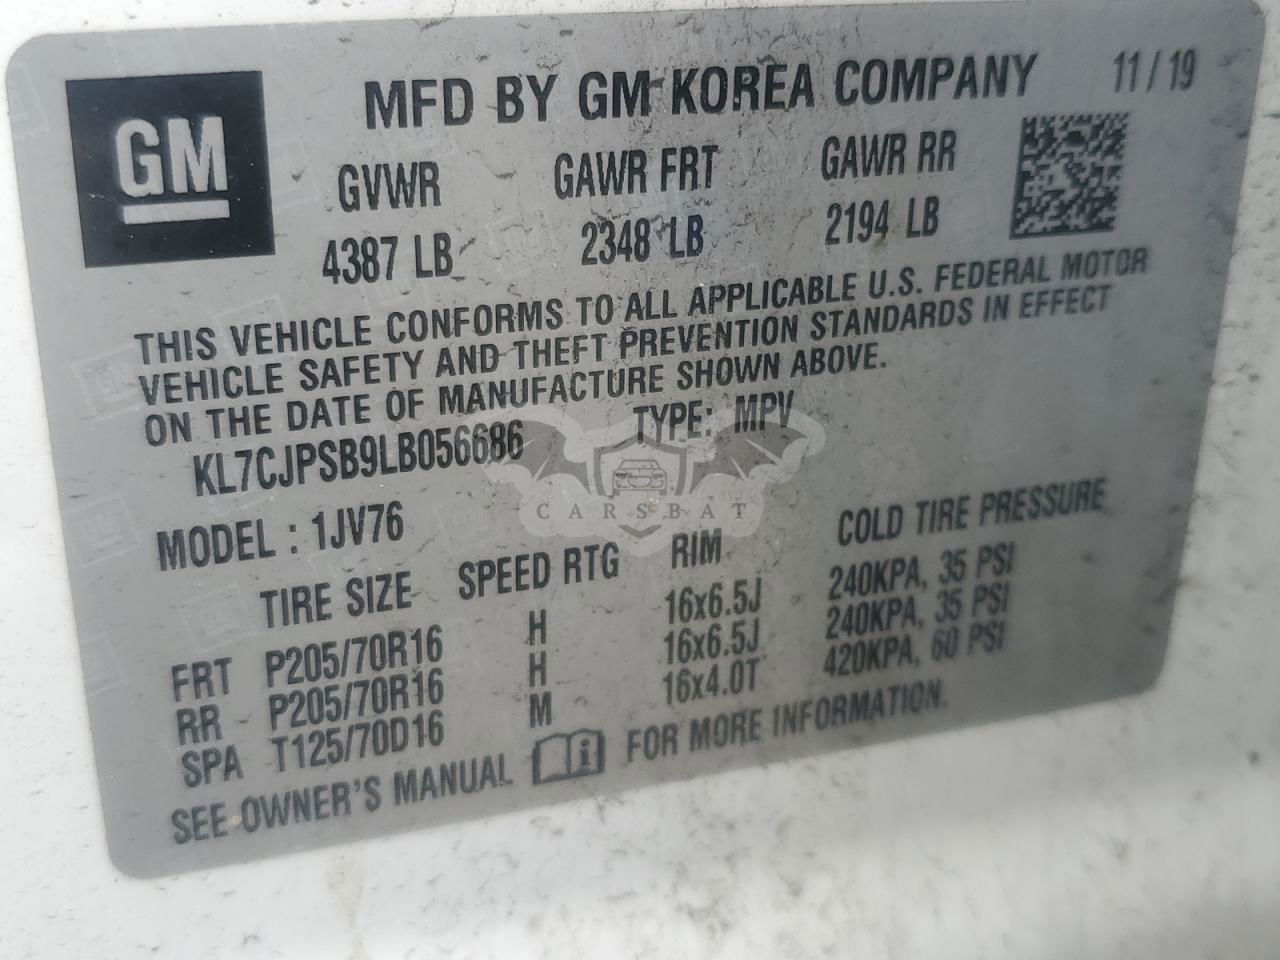 GM
MFD BY GM KOREA COMPANY 11/19
GVWR GAWR FRT GAWR RR
4387 LB 2348 LB 2194 LB
THIS VEHICLE CONFORMS TO ALL APPLICABLE U.S. FEDERAL MOTOR
VEHICLE SAFETY AND THEFT PREVENTION STANDARDS IN EFFECT
ON THE DATE OF MANUFACTURE SHOWN ABOVE.
KL7CJPSB9LB056686 TYPE: MPV
CARSBAT
MODEL : 1JV76
TIRE SIZE SPEED RTG RIM COLD TIRE PRESSURE
FRT P205/70R16 H 16x6.5J 240KPA, 35 PSI
RR P205/70R16 H 16x6.5J 240KPA, 35 PSI
SPA T125/70D16 M 16x4.0T 420KPA, 60 PSI
SEE OWNER'S MANUAL i FOR MORE INFORMATION.